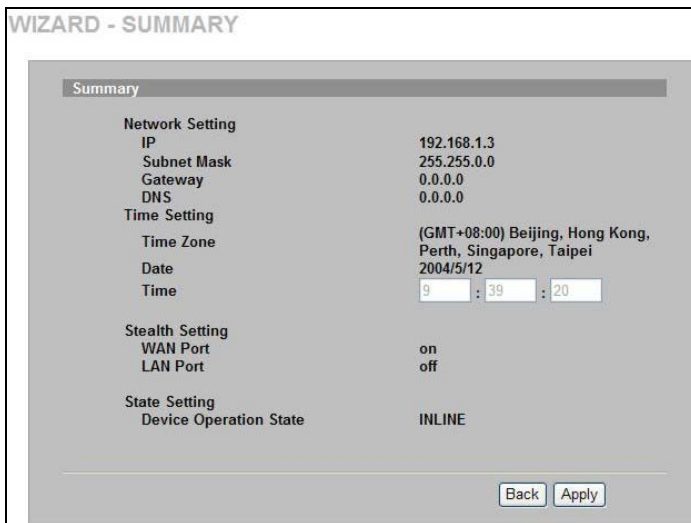 WIZARD - SUMMARY
Summary
Network Setting
IP 192.168.1.3
Subnet Mask 255.255.0.0
Gateway 0.0.0.0
DNS 0.0.0.0
Time Setting
Time Zone (GMT+08:00) Beijing, Hong Kong,
Perth, Singapore, Taipei
Date 2004/5/12
Time 9 : 39 : 20
Stealth Setting
WAN Port on
LAN Port off
State Setting
Device Operation State INLINE
Back Apply